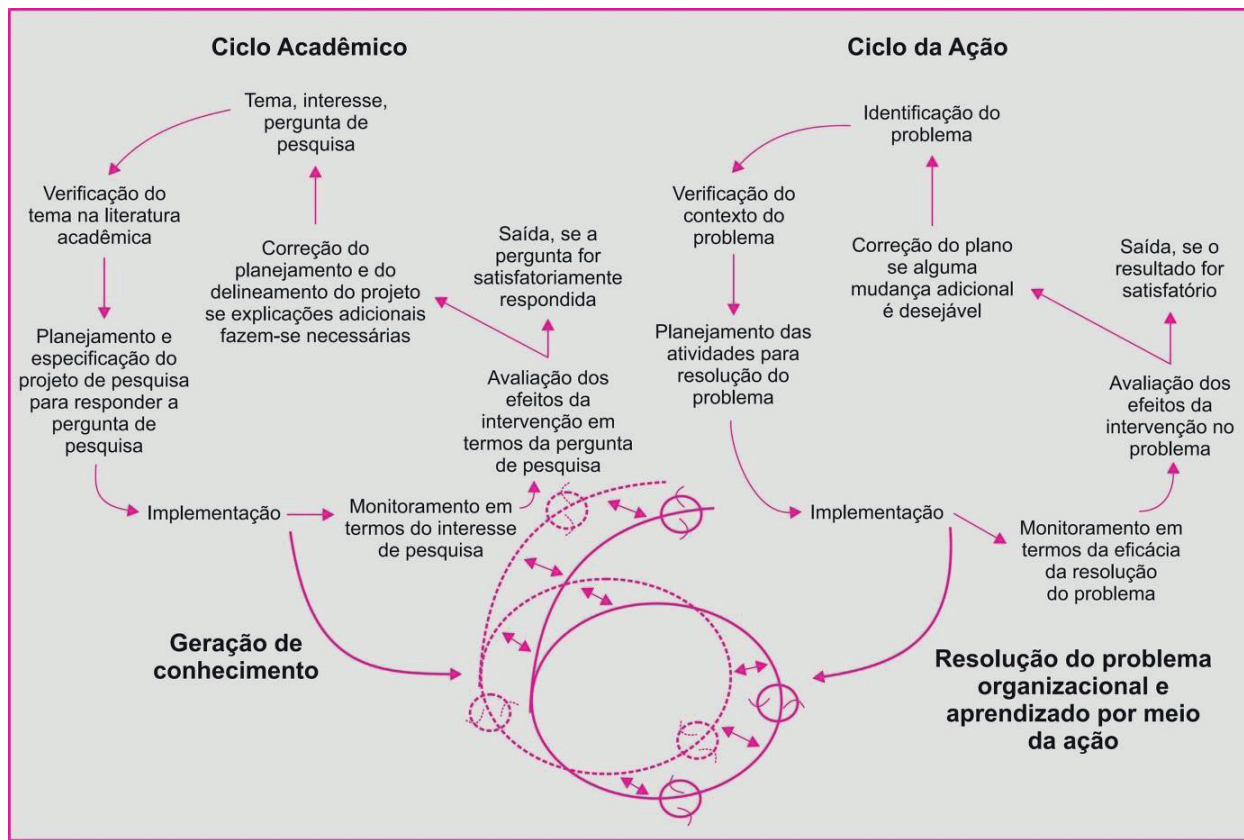 Ciclo Acadêmico
Tema, interesse,
pergunta de
pesquisa
Verificação do
tema na literatura
acadêmica
Correção do
planejamento e do
delineamento do projeto
se explicações adicionais
fazem-se necessárias
Saída, se a
pergunta for
satisfatoriamente
respondida
Planejamento e
especificação do
projeto de pesquisa
para responder a
pergunta de
pesquisa
Avaliação dos
efeitos da
intervenção em
termos da pergunta
de pesquisa
Implementação
Monitoramento em
termos do interesse
de pesquisa
Geração de
conhecimento
Ciclo da Ação
Identificação do
problema
Verificação do
contexto do
problema
Correção do plano
se alguma
mudança adicional
é desejável
Saída, se o
resultado for
satisfatório
Planejamento das
atividades para
resolução do
problema
Avaliação dos
efeitos da
intervenção no
problema
Implementação
Monitoramento em
termos da eficácia
da resolução
do problema
Resolução do problema
organizacional e
aprendizado por meio
da ação